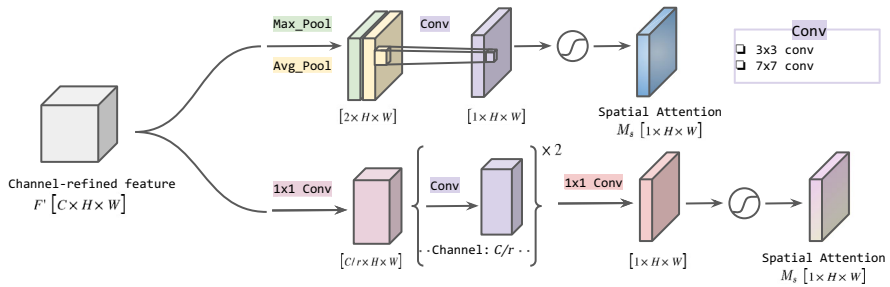 Max_Pool
Conv
Avg_Pool
[2×H×W]
[1×H×W]
Spatial Attention
M_s [1×H×W]
Conv
❏ 3x3 conv
❏ 7x7 conv
Channel-refined feature
F' [C×H×W]
1x1 Conv
[C/r×H×W]
Conv
··Channel: C/r ··
×2
1x1 Conv
[1×H×W]
Spatial Attention
M_s [1×H×W]